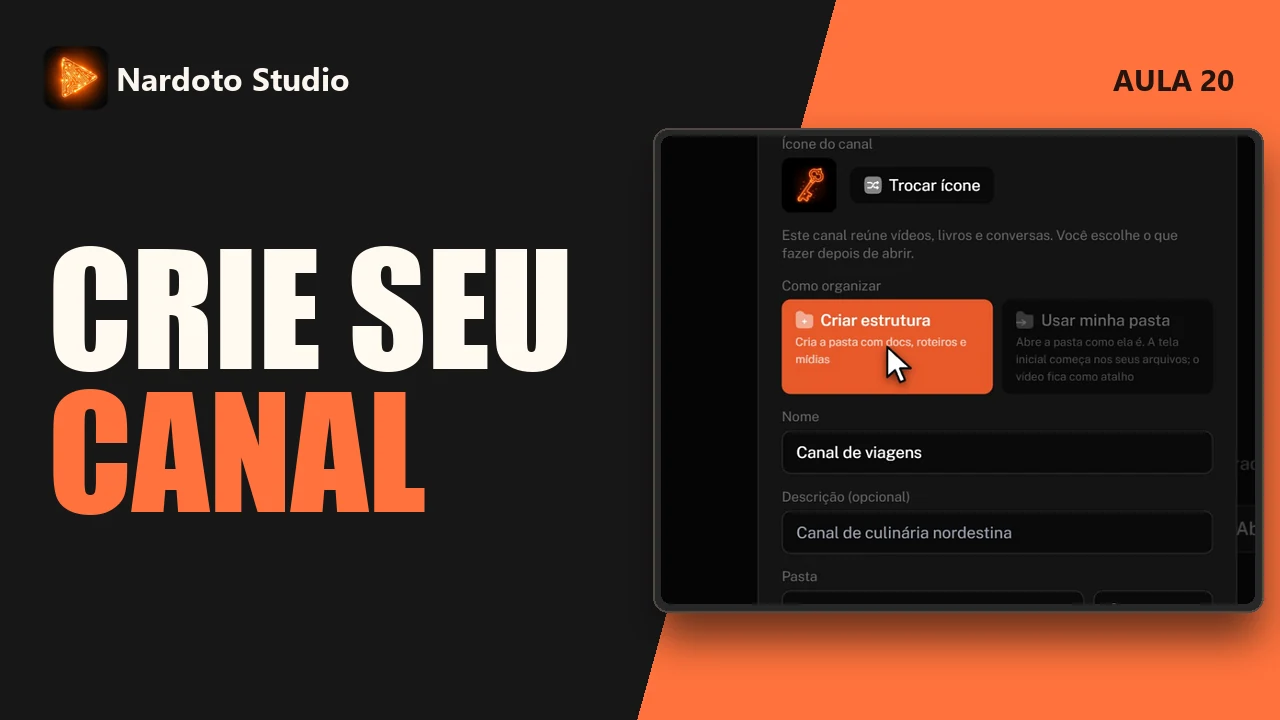 Nardoto Studio
AULA 20
CRIE SEU
CANAL
Ícone do canal
Trocar ícone
Este canal reúne vídeos, livros e conversas. Você escolhe o que
fazer depois de abrir.
Como organizar
Criar estrutura
Cria a pasta com docs, roteiros e
mídias
Usar minha pasta
Abre a pasta como ela é. A tela
inicial começa nos seus arquivos; o
vídeo fica como atalho
Nome
Canal de viagens
Descrição (opcional)
Canal de culinária nordestina
Pasta